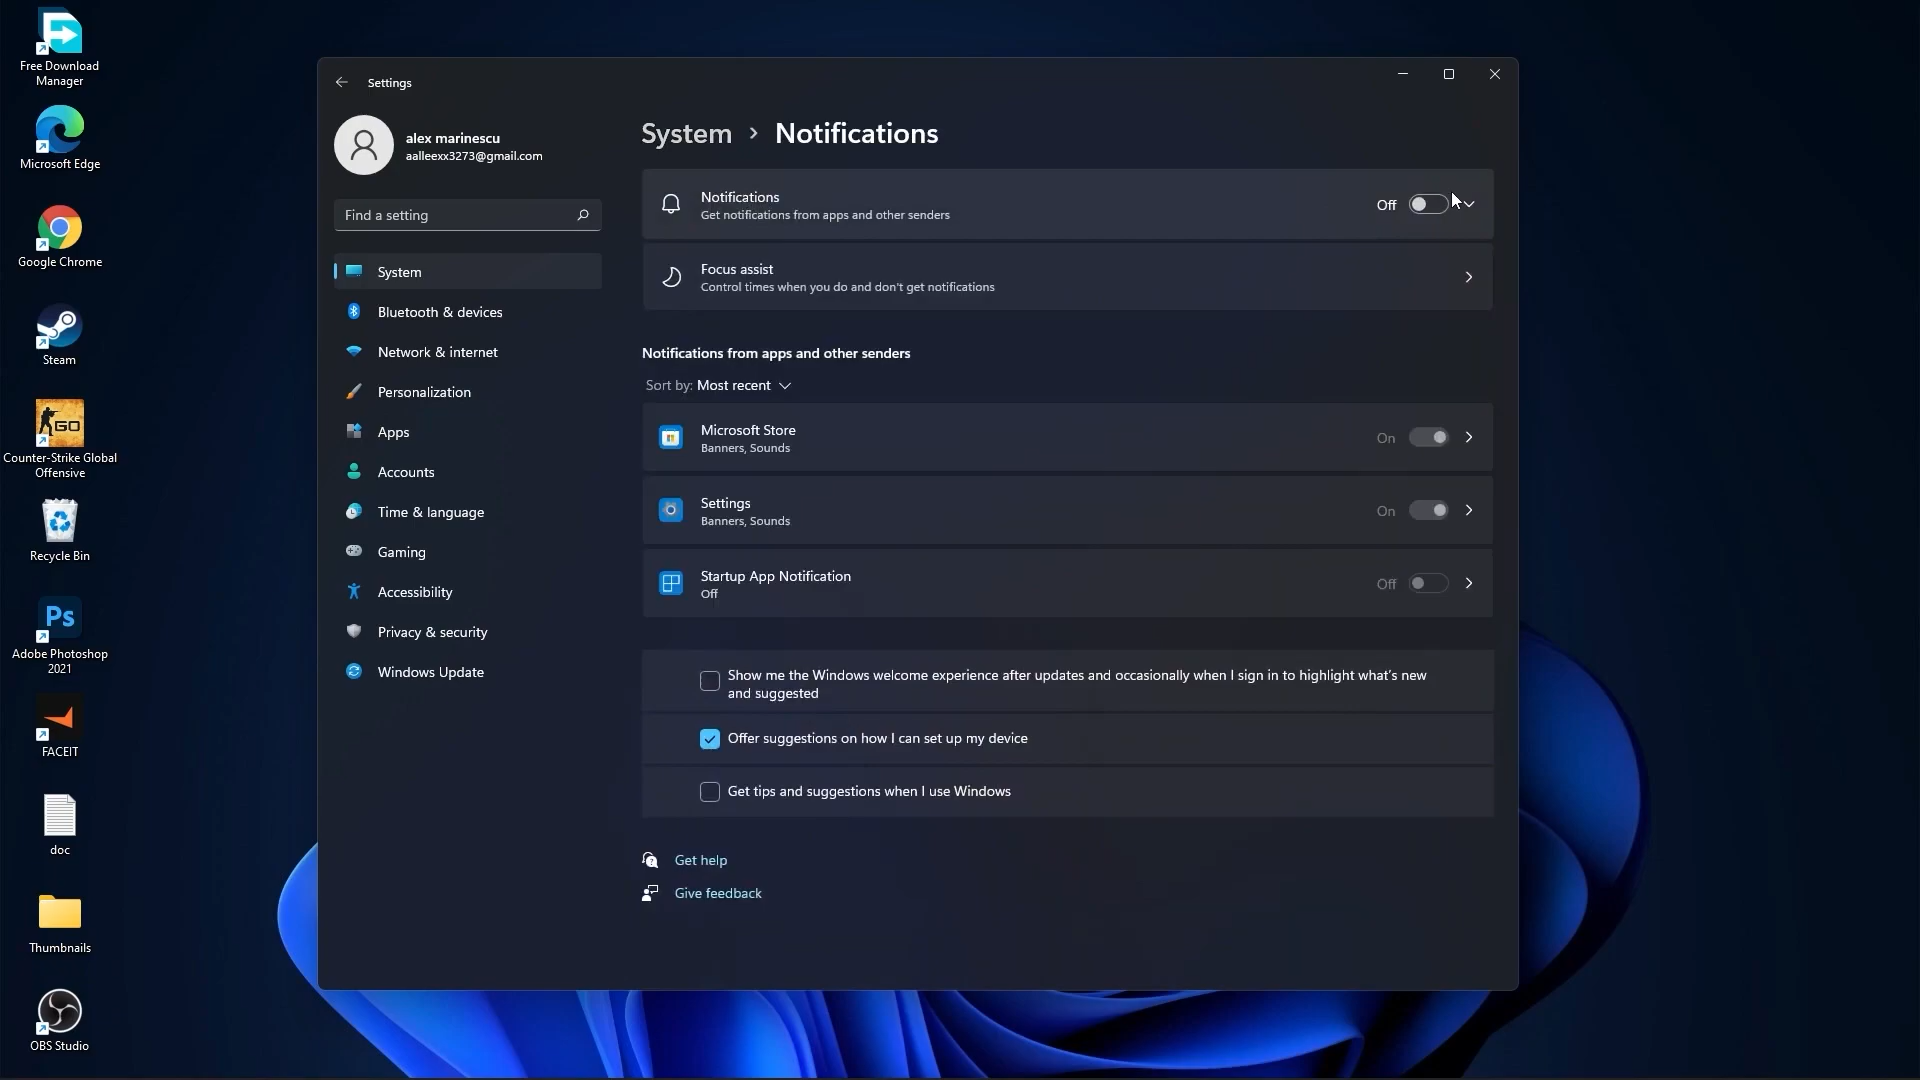 Free Download
Manager
Microsoft Edge
Google Chrome
Steam
GO
Counter-Strike Global
Offensive
Recycle Bin
Ps
Adobe Photoshop
2021
FACEIT
doc
Thumbnails
OBS Studio
Settings
alex marinescu
aalleexx3273@gmail.com
Find a setting
System
Bluetooth & devices
Network & internet
Personalization
Apps
Accounts
Time & language
Gaming
Accessibility
Privacy & security
Windows Update
System > Notifications
Notifications
Get notifications from apps and other senders
Off
Focus assist
Control times when you do and don't get notifications
Notifications from apps and other senders
Sort by: Most recent
Microsoft Store
Banners, Sounds
On
Settings
Banners, Sounds
On
Startup App Notification
Off
Off
Show me the Windows welcome experience after updates and occasionally when I sign in to highlight what's new
and suggested
Offer suggestions on how I can set up my device
Get tips and suggestions when I use Windows
Get help
Give feedback